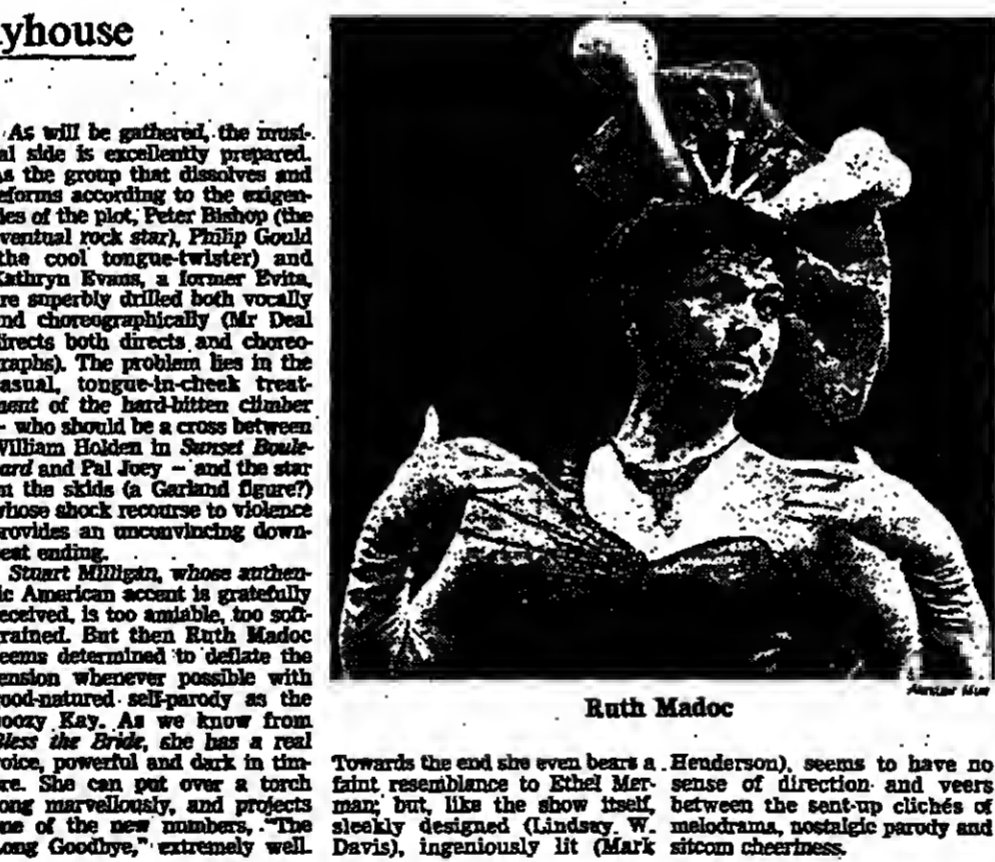 yhouse
As will be gathered, the musi-
al side is excellently prepared.
As the group that dissolves and
eforms according to the exigen-
ies of the plot, Peter Bishop (the
ventual rock star), Philip Gould
the cool tongue-twister) and
Kathryn Evans, a former Evita,
re superbly drilled both vocally
nd choreographically (Mr Deal
irects both directs and choreo-
raphs). The problem lies in the
asual, tongue-in-cheek treat-
ment of the hard-bitten climber
- who should be a cross between
William Holden in Sunset Boule-
ard and Pal Joey - and the star
n the skids (a Garland figure?)
whose shock recourse to violence
rovides an unconvincing down-
eat ending.
Stuart Milligan, whose authen-
ic American accent is gratefully
eceived, is too amiable, too soft-
rained. But then Ruth Madoc
eems determined to deflate the
ension whenever possible with
ood-natured self-parody as the
oozy Kay. As we know from
Bless the Bride, she has a real
voice, powerful and dark in tim-
re. She can put over a torch
ong marvellously, and projects
ne of the new numbers, "The
ong Goodbye," extremely well.
Ruth Madoc
Towards the end she even bears a
faint resemblance to Ethel Mer-
man; but, like the show itself,
sleekly designed (Lindsay W.
Davis), ingeniously lit (Mark
Henderson), seems to have no
sense of direction and veers
between the sent-up clichés of
melodrama, nostalgic parody and
sitcom cheeriness.